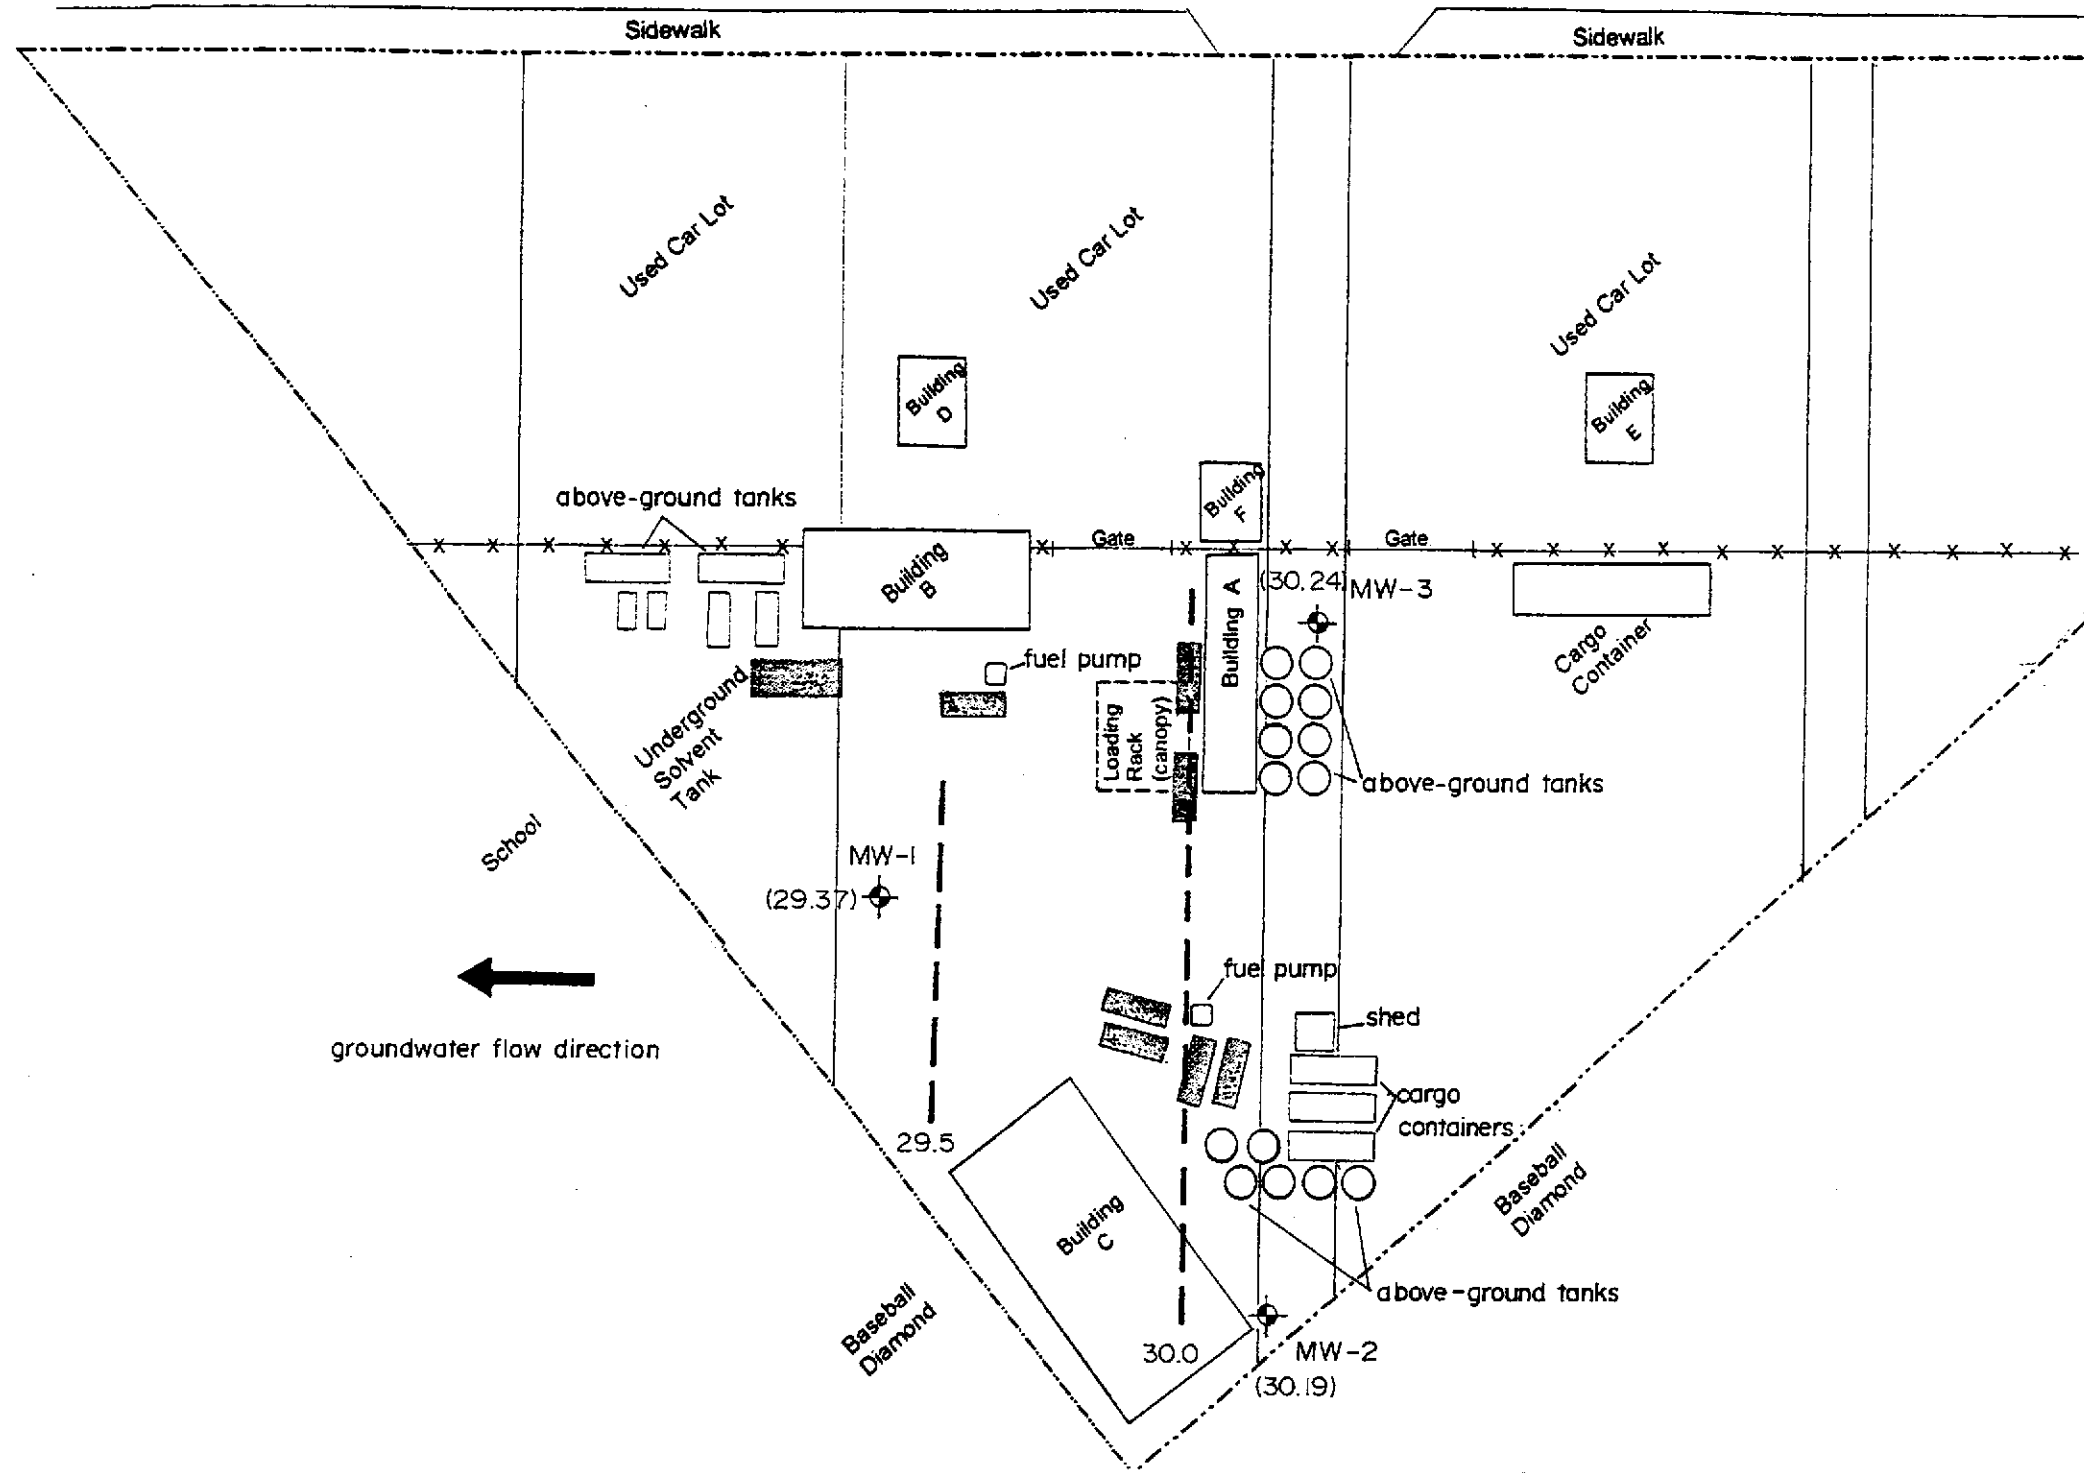 Sidewalk
Sidewalk
Used Car Lot
Used Car Lot
Used Car Lot
Building
D
Building
E
above-ground tanks
Building
F
Gate
Gate
Building
B
Building A
(30.24)
MW-3
Cargo
Container
fuel pump
Underground
Solvent
Tank
Loading
Rack
(canopy)
above-ground tanks
School
MW-1
(29.37)
fuel pump
shed
groundwater flow direction
cargo
containers
29.5
Baseball
Diamond
Building
C
above-ground tanks
Baseball
Diamond
30.0
MW-2
(30.19)